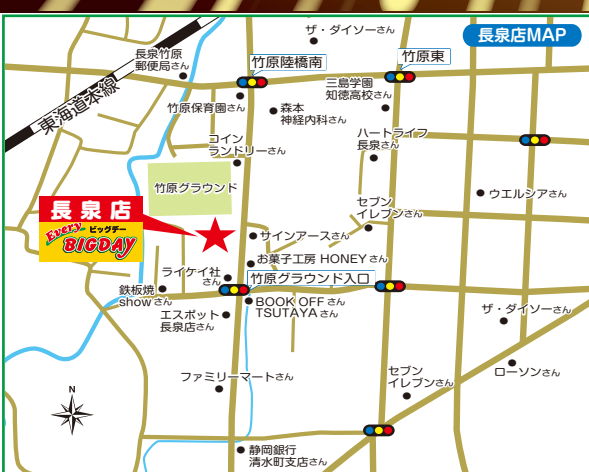 長泉店MAP
ザ・ダイソーさん
長泉竹原
郵便局さん
竹原陸橋南
竹原東
東海道本線
竹原保育園さん
森本
神経内科さん
三島学園
知徳高校さん
コイン
ランドリーさん
ハートライフ
長泉さん
竹原グラウンド
セブン
イレブンさん
ウエルシアさん
長泉店
Every ビッグデー
BIGDAY
サインアースさん
お菓子工房 HONEYさん
ライケイ社
さん
竹原グラウンド入口
鉄板焼
showさん
BOOK OFFさん
TSUTAYAさん
エスポット
長泉店さん
ザ・ダイソーさん
ファミリーマートさん
セブン
イレブンさん
ローソンさん
N
静岡銀行
清水町支店さん